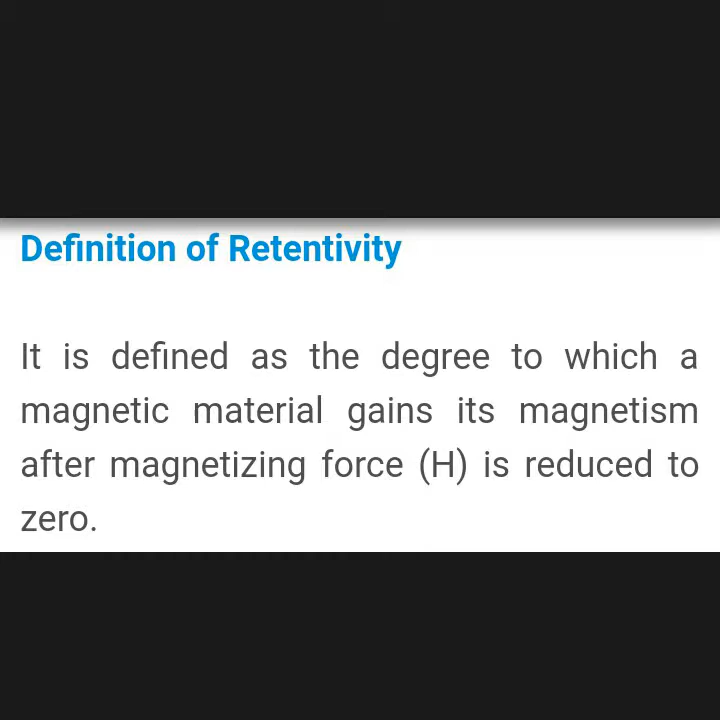 Definition of Retentivity
It is defined as the degree to which a
magnetic material gains its magnetism
after magnetizing force (H) is reduced to
zero.